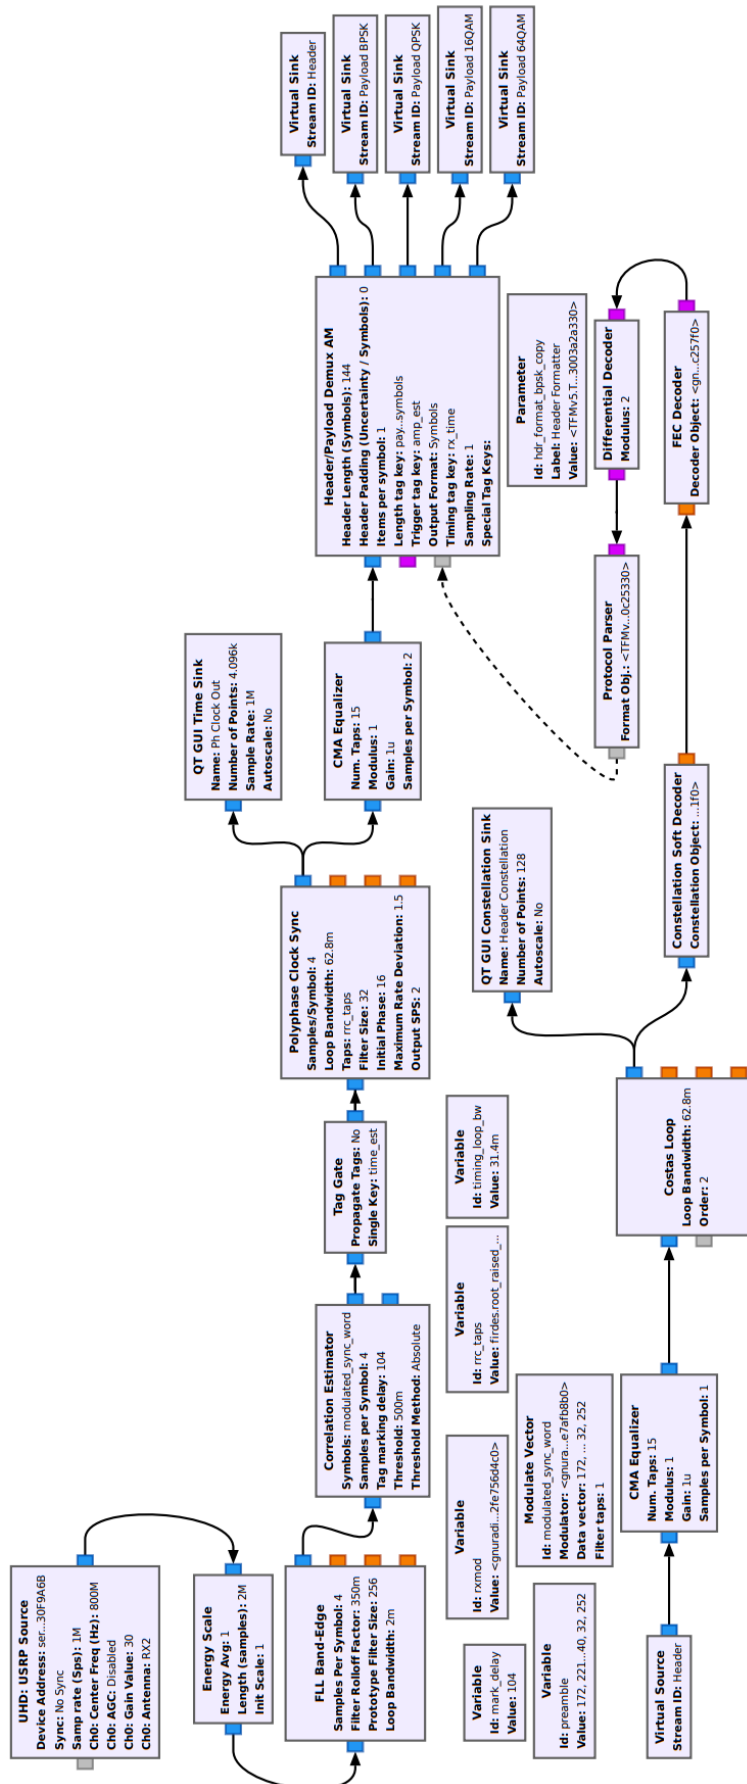 UHD: USRP Source
Device Address: ser...30F9A6B
Sync: No Sync
Samp rate (Sps): 1M
Ch0: Center Freq (Hz): 800M
Ch0: AGC: Disabled
Ch0: Gain Value: 30
Ch0: Antenna: RX2
Energy Scale
Energy Avg: 1
Length (samples): 2M
Init Scale: 1
FLL Band-Edge
Samples Per Symbol: 4
Filter Rolloff Factor: 350m
Prototype Filter Size: 256
Loop Bandwidth: 2m
Correlation Estimator
Symbols: modulated_sync_word
Samples per Symbol: 4
Tag marking delay: 104
Threshold: 500m
Threshold Method: Absolute
Tag Gate
Propagate Tags: No
Single Key: time_est
Polyphase Clock Sync
Samples/Symbol: 4
Loop Bandwidth: 62.8m
Taps: rrc_taps
Filter Size: 32
Initial Phase: 16
Maximum Rate Deviation: 1.5
Output SPS: 2
QT GUI Time Sink
Name: Ph Clock Out
Number of Points: 4.096k
Sample Rate: 1M
Autoscale: No
CMA Equalizer
Num. Taps: 15
Modulus: 1
Gain: 1u
Samples per Symbol: 2
Header/Payload Demux AM
Header Length (Symbols): 144
Header Padding (Uncertainty / Symbols): 0
Items per symbol: 1
Length tag key: pay...symbols
Trigger tag key: amp_est
Output Format: Symbols
Timing tag key: rx_time
Sampling Rate: 1
Special Tag Keys:
Virtual Sink
Stream ID: Header
Virtual Sink
Stream ID: Payload BPSK
Virtual Sink
Stream ID: Payload QPSK
Virtual Sink
Stream ID: Payload 16QAM
Virtual Sink
Stream ID: Payload 64QAM
Variable
Id: mark_delay
Value: 104
Variable
Id: preamble
Value: 172, 221...40, 32, 252
Variable
Id: rxmod
Value: <gnuradi...2fe756d4c0>
Modulate Vector
Id: modulated_sync_word
Modulator: <gnura...e7afb8b0>
Data vector: 172, ... 32, 252
Filter taps: 1
Variable
Id: rrc_taps
Value: firdes.root_raised_...
Variable
Id: timing_loop_bw
Value: 31.4m
QT GUI Constellation Sink
Name: Header Constellation
Number of Points: 128
Autoscale: No
Parameter
Id: hdr_format_bpsk_copy
Label: Header Formatter
Value: <TFMv5.T...3003a2a330>
Virtual Source
Stream ID: Header
CMA Equalizer
Num. Taps: 15
Modulus: 1
Gain: 1u
Samples per Symbol: 1
Costas Loop
Loop Bandwidth: 62.8m
Order: 2
Constellation Soft Decoder
Constellation Object: ...1f0>
FEC Decoder
Decoder Object: <gn...c257f0>
Differential Decoder
Modulus: 2
Protocol Parser
Format Obj.: <TFMv...0c25330>